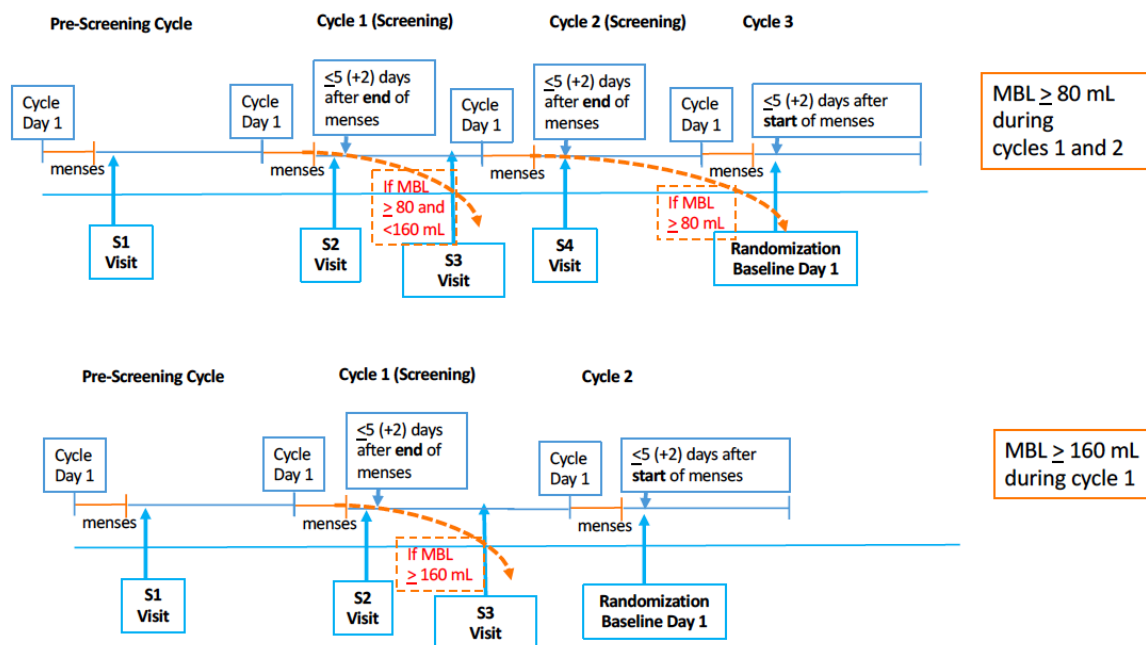 Pre-Screening Cycle
Cycle 1 (Screening)
Cycle 2 (Screening)
Cycle 3
Cycle
Day 1
menses
S1
Visit
Cycle
Day 1
menses
≤5 (+2) days
after end of
menses
S2
Visit
If MBL
≥ 80 and
<160 mL
S3
Visit
Cycle
Day 1
menses
≤5 (+2) days
after end of
menses
S4
Visit
If MBL
≥ 80 mL
Cycle
Day 1
menses
≤5 (+2) days after
start of menses
Randomization
Baseline Day 1
MBL ≥ 80 mL
during
cycles 1 and 2
Pre-Screening Cycle
Cycle 1 (Screening)
Cycle 2
Cycle
Day 1
menses
S1
Visit
Cycle
Day 1
menses
≤5 (+2) days
after end of
menses
S2
Visit
If MBL
≥ 160 mL
S3
Visit
Cycle
Day 1
menses
≤5 (+2) days after
start of menses
Randomization
Baseline Day 1
MBL ≥ 160 mL
during cycle 1